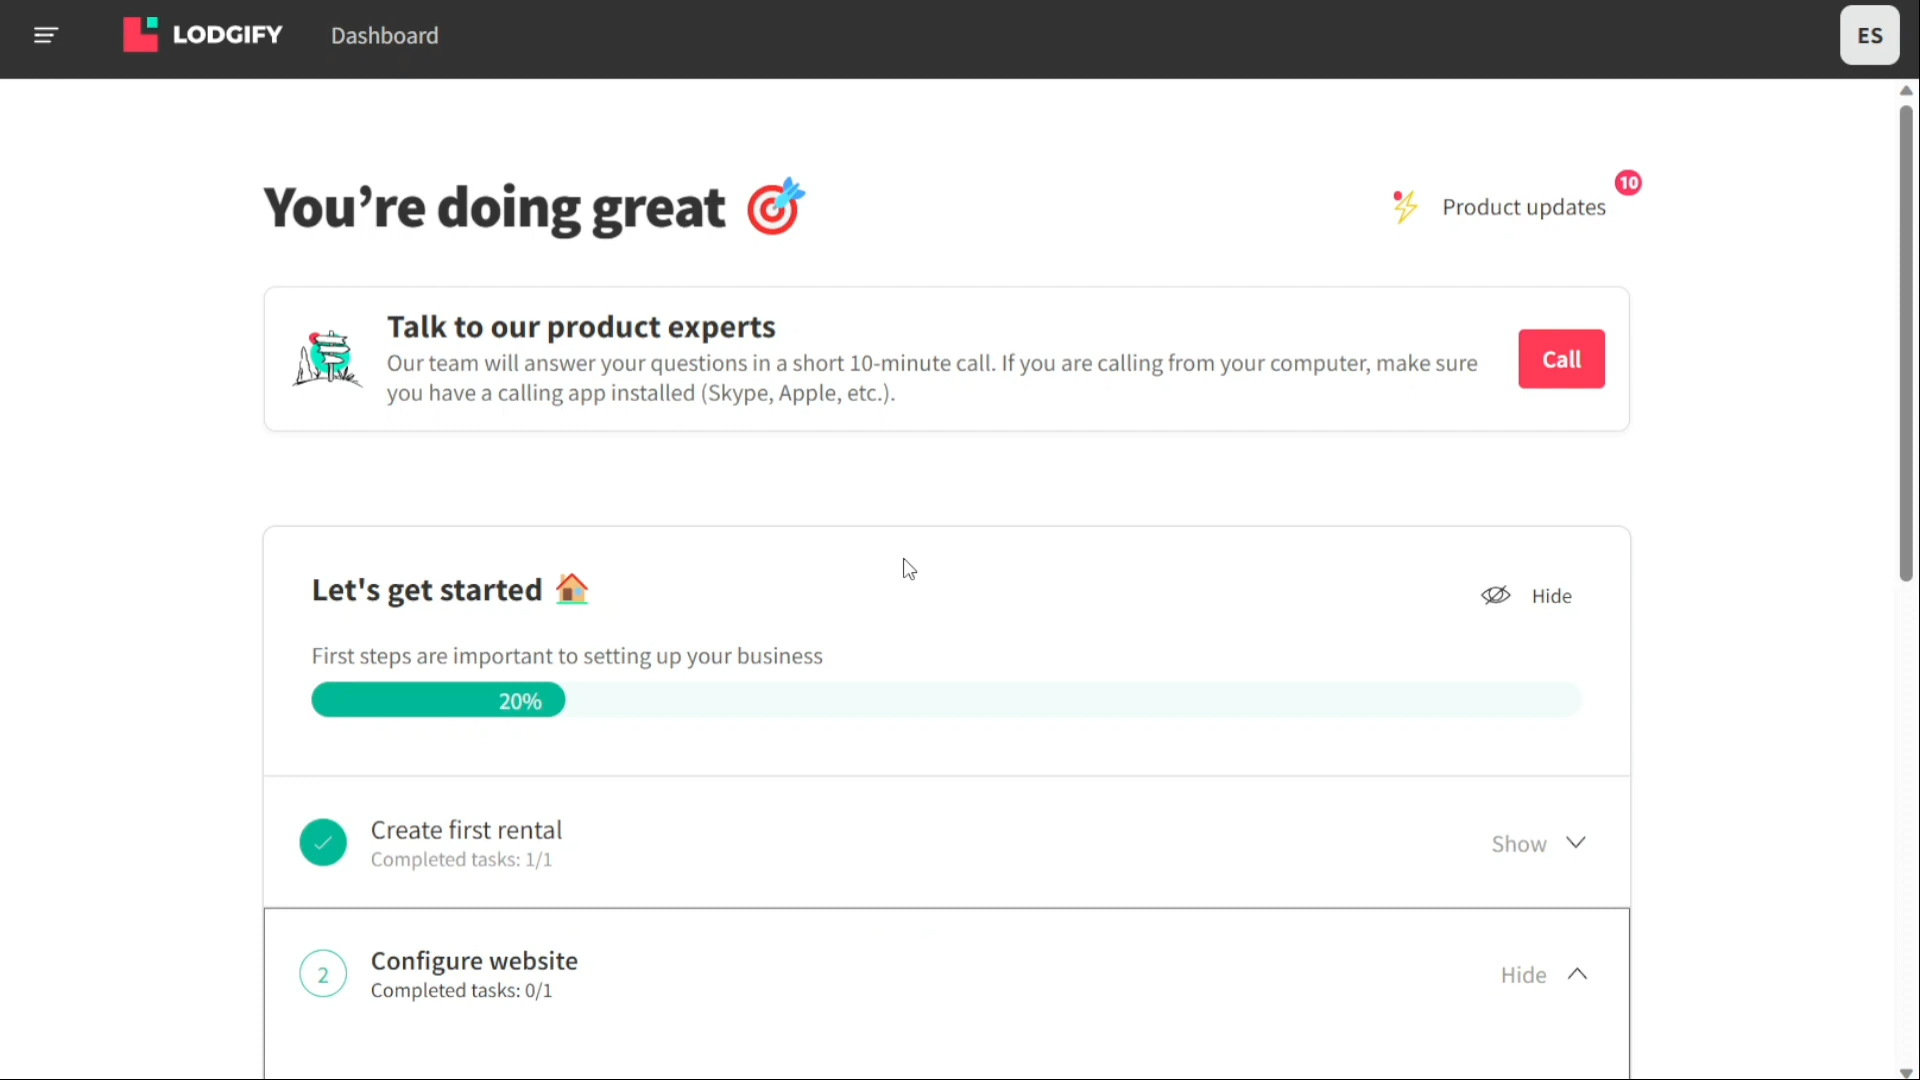 LODGIFY
Dashboard
ES
You’re doing great
Product updates
10
Talk to our product experts
Our team will answer your questions in a short 10-minute call. If you are calling from your computer, make sure
you have a calling app installed (Skype, Apple, etc.).
Call
Let's get started
Hide
First steps are important to setting up your business
20%
Create first rental
Completed tasks: 1/1
Show
2
Configure website
Completed tasks: 0/1
Hide